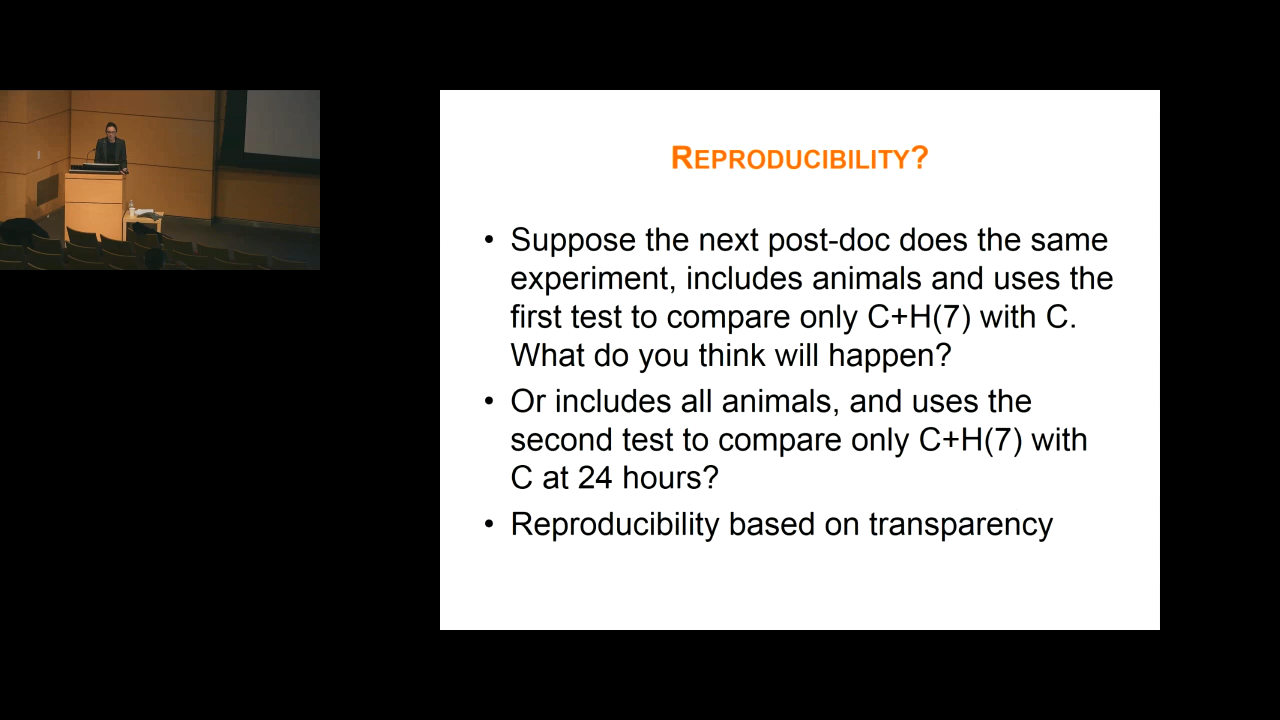 REPRODUCIBILITY?
• Suppose the next post-doc does the same
experiment, includes animals and uses the
first test to compare only C+H(7) with C.
What do you think will happen?
• Or includes all animals, and uses the
second test to compare only C+H(7) with
C at 24 hours?
• Reproducibility based on transparency